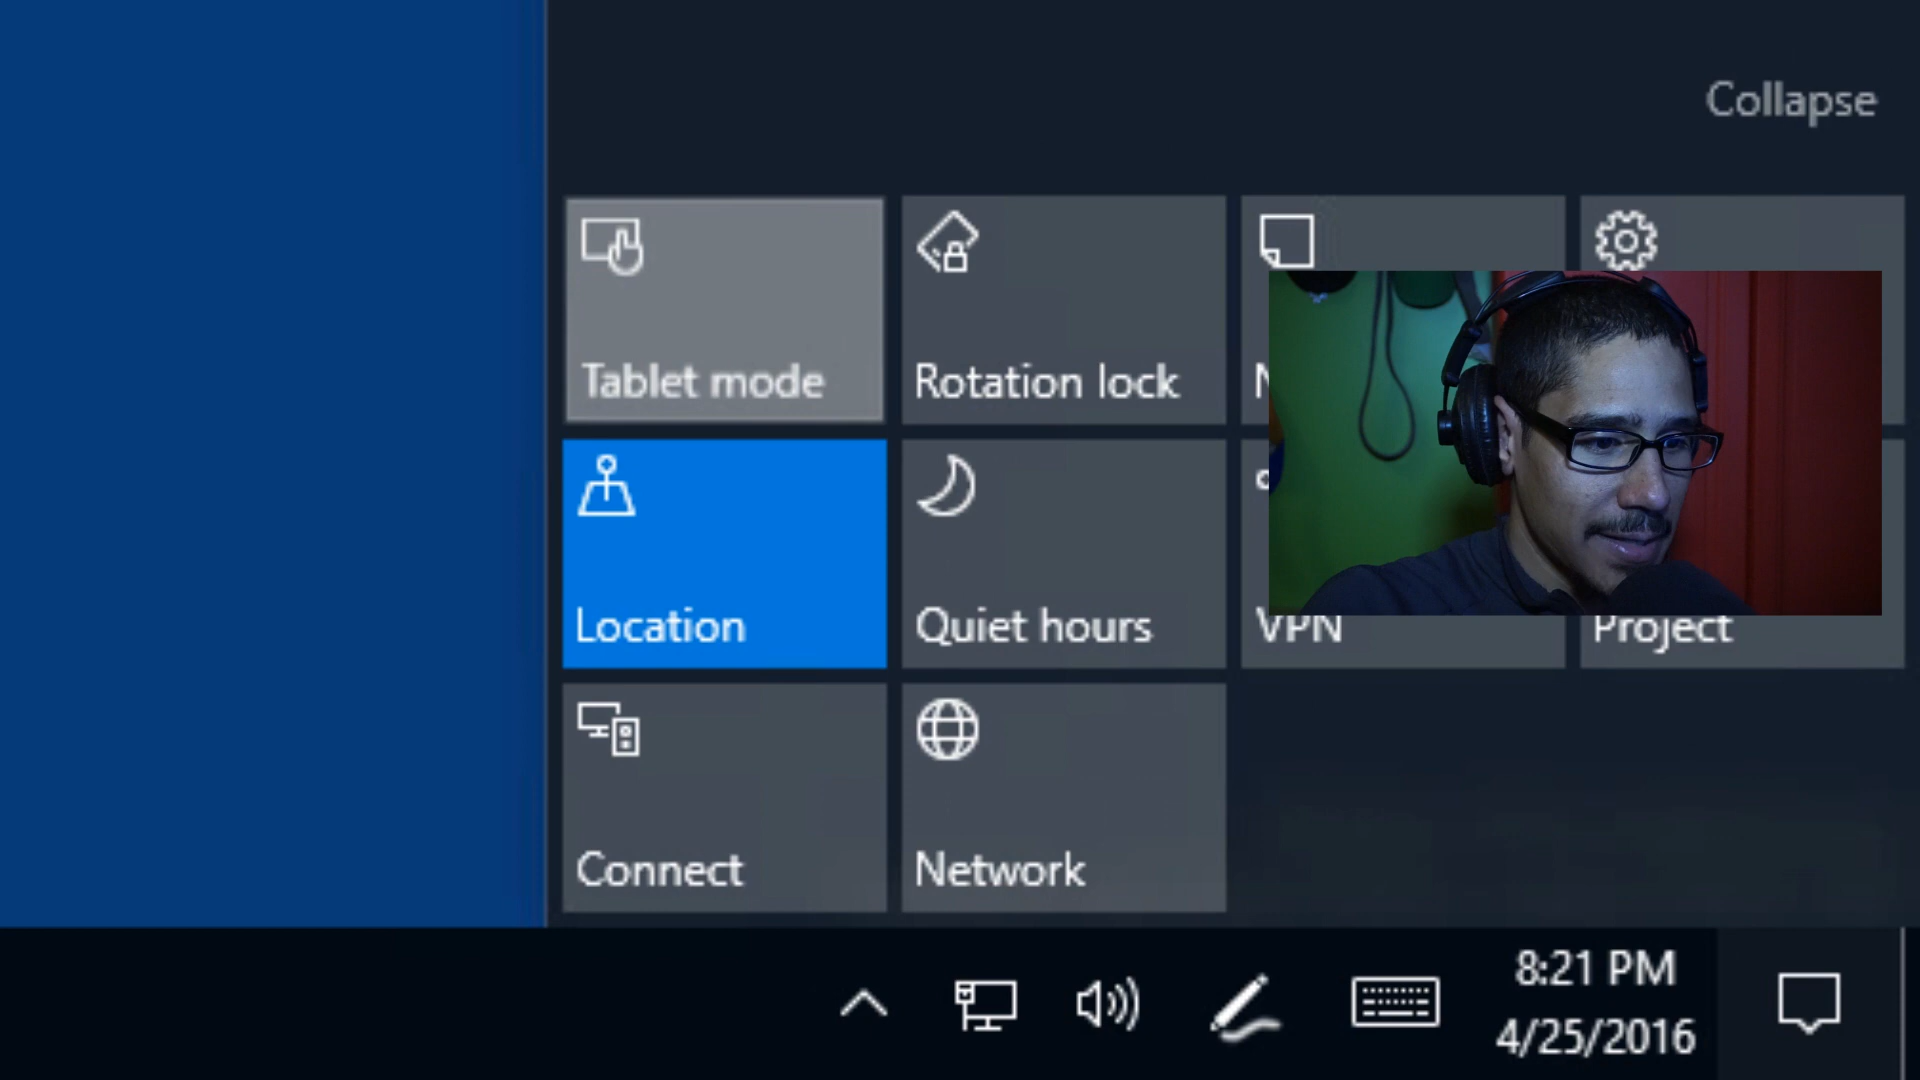 Collapse
Tablet mode
Rotation lock
Location
Quiet hours
VPN
Project
Connect
Network
8:21 PM
4/25/2016